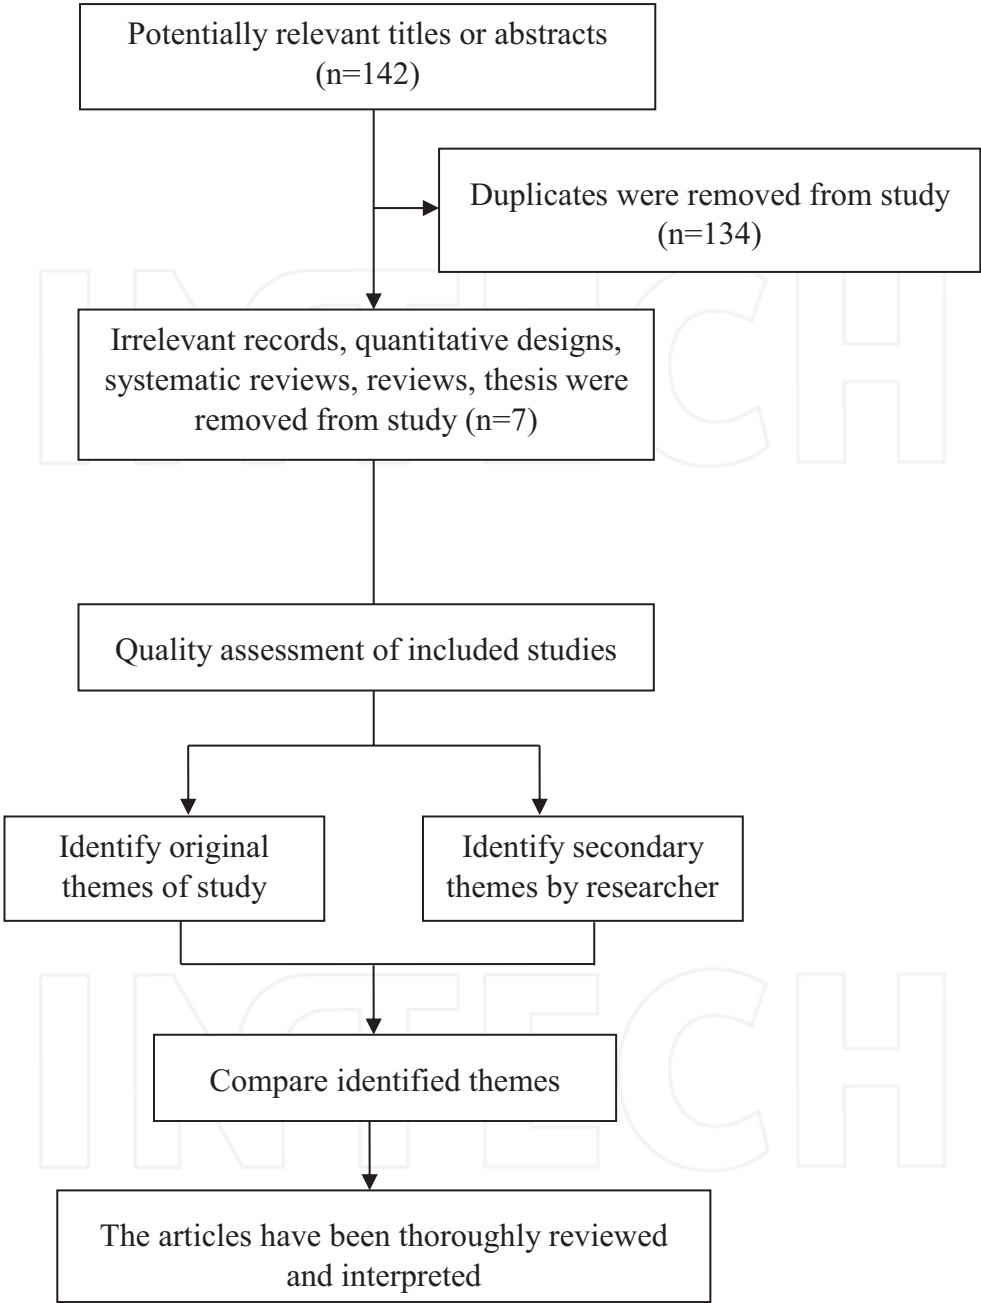 Potentially relevant titles or abstracts
(n=142)
Duplicates were removed from study
(n=134)
Irrelevant records, quantitative designs,
systematic reviews, reviews, thesis were
removed from study (n=7)
Quality assessment of included studies
Identify original
themes of study
Identify secondary
themes by researcher
Compare identified themes
The articles have been thoroughly reviewed
and interpreted
INTECH
INTECH